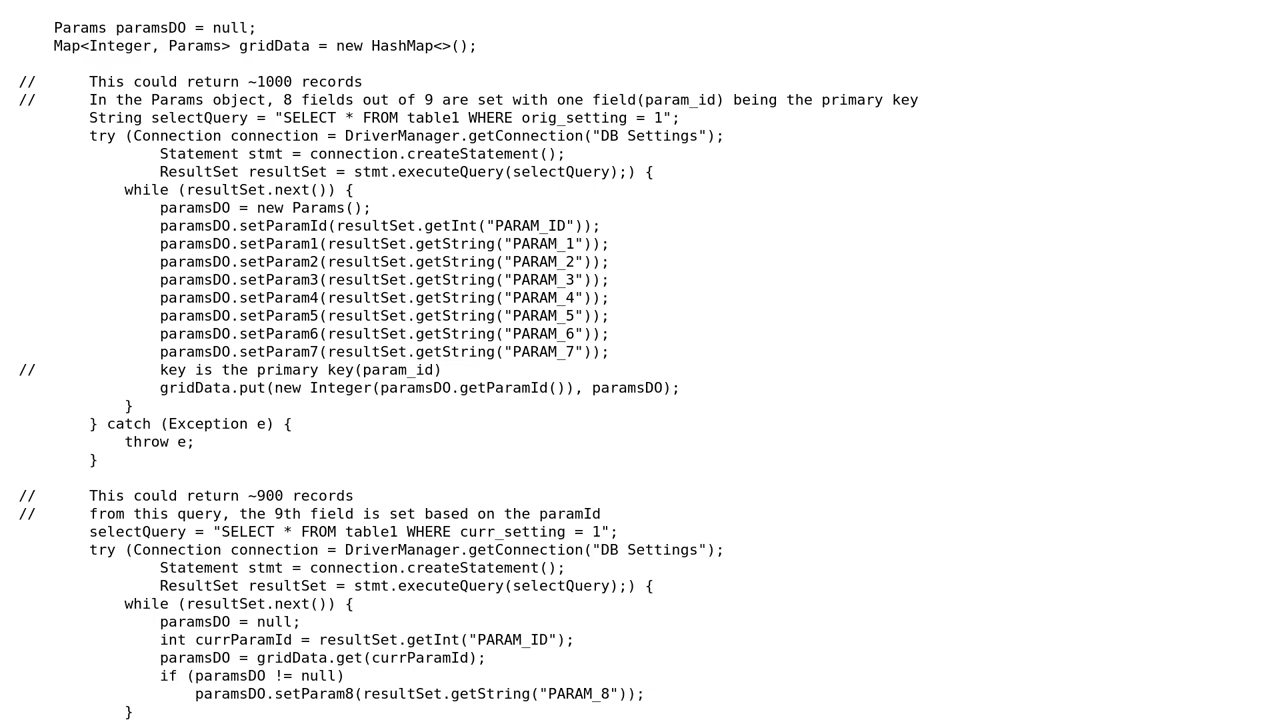 Params paramsDO = null;
    Map<Integer, Params> gridData = new HashMap<>();

//      This could return ~1000 records
//      In the Params object, 8 fields out of 9 are set with one field(param_id) being the primary key
        String selectQuery = "SELECT * FROM table1 WHERE orig_setting = 1";
        try (Connection connection = DriverManager.getConnection("DB Settings");
                Statement stmt = connection.createStatement();
                ResultSet resultSet = stmt.executeQuery(selectQuery);) {
            while (resultSet.next()) {
                paramsDO = new Params();
                paramsDO.setParamId(resultSet.getInt("PARAM_ID"));
                paramsDO.setParam1(resultSet.getString("PARAM_1"));
                paramsDO.setParam2(resultSet.getString("PARAM_2"));
                paramsDO.setParam3(resultSet.getString("PARAM_3"));
                paramsDO.setParam4(resultSet.getString("PARAM_4"));
                paramsDO.setParam5(resultSet.getString("PARAM_5"));
                paramsDO.setParam6(resultSet.getString("PARAM_6"));
                paramsDO.setParam7(resultSet.getString("PARAM_7"));
//              key is the primary key(param_id)
                gridData.put(new Integer(paramsDO.getParamId()), paramsDO);
            }
        } catch (Exception e) {
            throw e;
        }

//      This could return ~900 records
//      from this query, the 9th field is set based on the paramId
        selectQuery = "SELECT * FROM table1 WHERE curr_setting = 1";
        try (Connection connection = DriverManager.getConnection("DB Settings");
                Statement stmt = connection.createStatement();
                ResultSet resultSet = stmt.executeQuery(selectQuery);) {
            while (resultSet.next()) {
                paramsDO = null;
                int currParamId = resultSet.getInt("PARAM_ID");
                paramsDO = gridData.get(currParamId);
                if (paramsDO != null)
                    paramsDO.setParam8(resultSet.getString("PARAM_8"));
            }